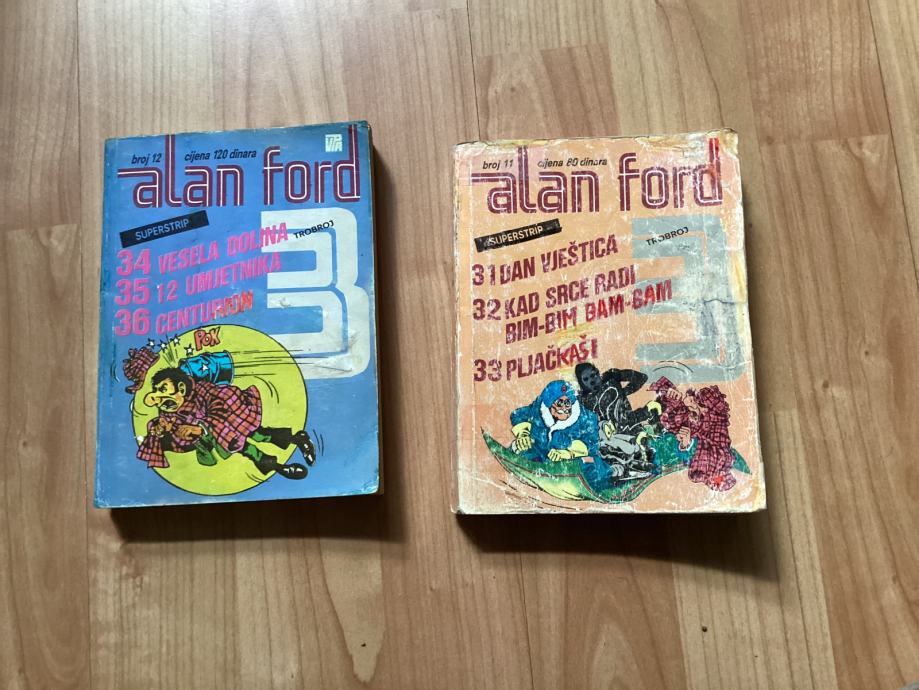 broj 12 cijena 120 dinara
alan ford
SUPERSTRIP
TROBROJ
3
34 VESELA DOLINA
35 12 UMJETNIKA
36 CENTURION
POK
broj 11 cijena 80 dinara
alan ford
SUPERSTRIP
TROBROJ
3
31 DAN VJEŠTICA
32 KAD SRCE RADI
BIM-BIM BAM-BAM
33 PLJAČKAŠI